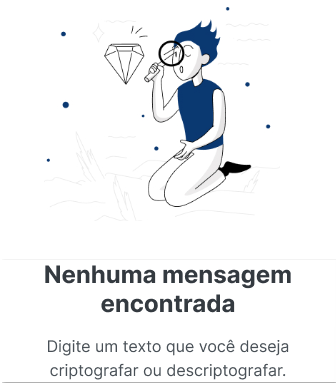 Nenhuma mensagem
encontrada
Digite um texto que você deseja
criptografar ou descriptografar.